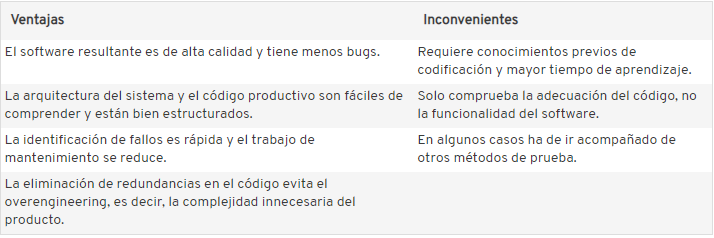 Ventajas
Inconvenientes
El software resultante es de alta calidad y tiene menos bugs.
Requiere conocimientos previos de
codificación y mayor tiempo de aprendizaje.
La arquitectura del sistema y el código productivo son fáciles de
comprender y están bien estructurados.
Solo comprueba la adecuación del código, no
la funcionalidad del software.
La identificación de fallos es rápida y el trabajo de
mantenimiento se reduce.
En algunos casos ha de ir acompañado de
otros métodos de prueba.
La eliminación de redundancias en el código evita el
overengineering, es decir, la complejidad innecesaria del
producto.